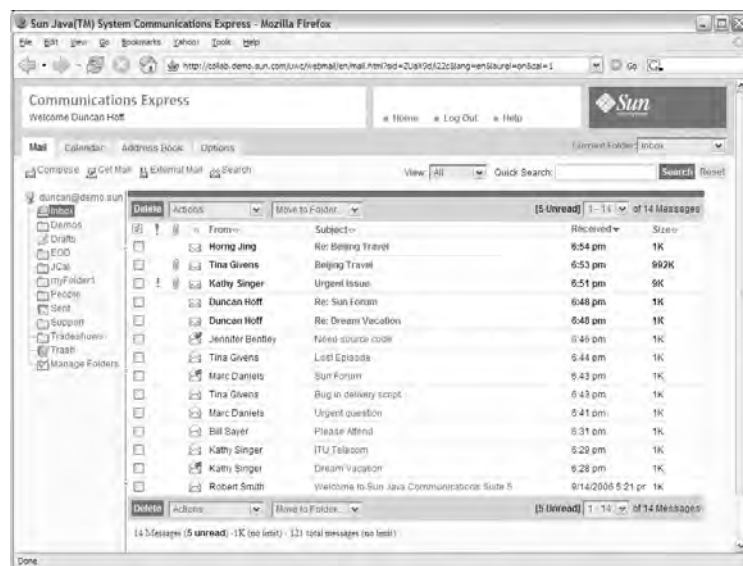 Sun Java(TM) System Communications Express - Mozilla Firefox
File Edit View Go Bookmarks Yahoo! Tools Help
Go
Communications Express
Welcome Duncan Hoff
Home Log Out Help
Sun
Mail Calendar Address Book Options
Current Folder: Inbox
Compose Get Mail External Mail Search
View: All Quick Search: Search Reset
duncan@demo.sun
Inbox
Demos
Drafts
EOD
JCal
myFolder1
People
Sent
Support
Tradeshows
Trash
Manage Folders
Delete Actions Move to Folder... [5 Unread] 1 - 14 of 14 Messages
! From Subject Received Size
Horng Jing Re: Beijing Travel 6:54 pm 1K
Tina Givens Beijing Travel 6:53 pm 992K
! Kathy Singer Urgent Issue 6:51 pm 9K
Duncan Hoff Re: Sun Forum 6:48 pm 1K
Duncan Hoff Re: Dream Vacation 6:48 pm 1K
Jennifer Bentley Need source code 6:46 pm 1K
Tina Givens Lost Episode 6:44 pm 1K
Marc Daniels Sun Forum 6:43 pm 1K
Tina Givens Bug in delivery script 6:43 pm 1K
Marc Daniels Urgent question 6:41 pm 1K
Bill Sayer Please Attend 6:31 pm 1K
Kathy Singer ITU Telecom 6:29 pm 1K
Kathy Singer Dream Vacation 6:28 pm 1K
Robert Smith Welcome to Sun Java Communications Suite 5 9/14/2006 5:21 pr 1K
Delete Actions Move to Folder... [5 Unread] 1 - 14 of 14 Messages
14 Messages (5 unread) -1K (no limit) - 121 total messages (no limit)
Done